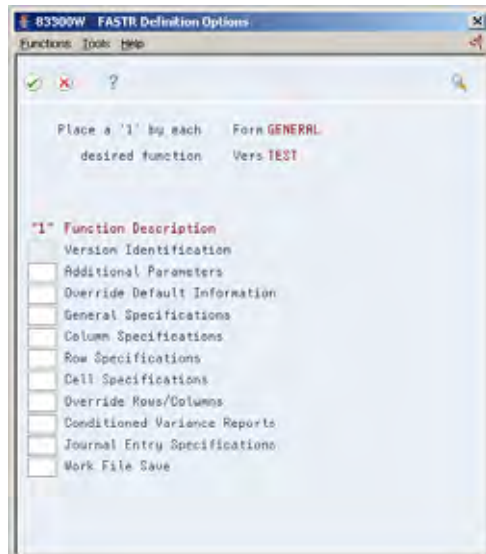 83300W FASTR Definition Options
Functions Tools Help
?
Place a '1' by each Form GENERAL
desired function Vers TEST
"1" Function Description
Version Identification
Additional Parameters
Override Default Information
General Specifications
Column Specifications
Row Specifications
Cell Specifications
Override Rows/Columns
Conditioned Variance Reports
Journal Entry Specifications
Work File Save